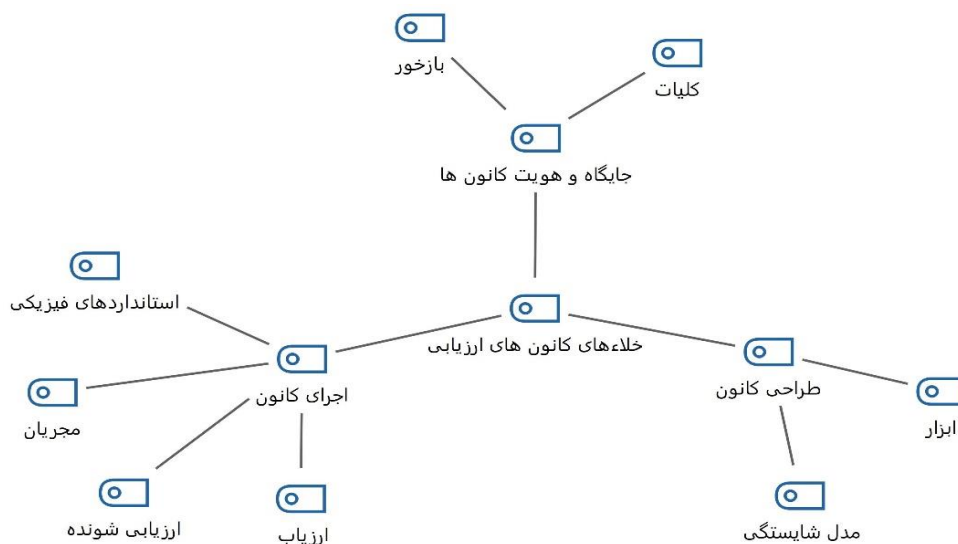 بازخور
کلیات
جایگاه و هویت کانون ها
استانداردهای فیزیکی
خلاءهای کانون های ارزیابی
طراحی کانون
اجرای کانون
ابزار
مجریان
ارزیابی شونده
ارزیاب
مدل شایستگی